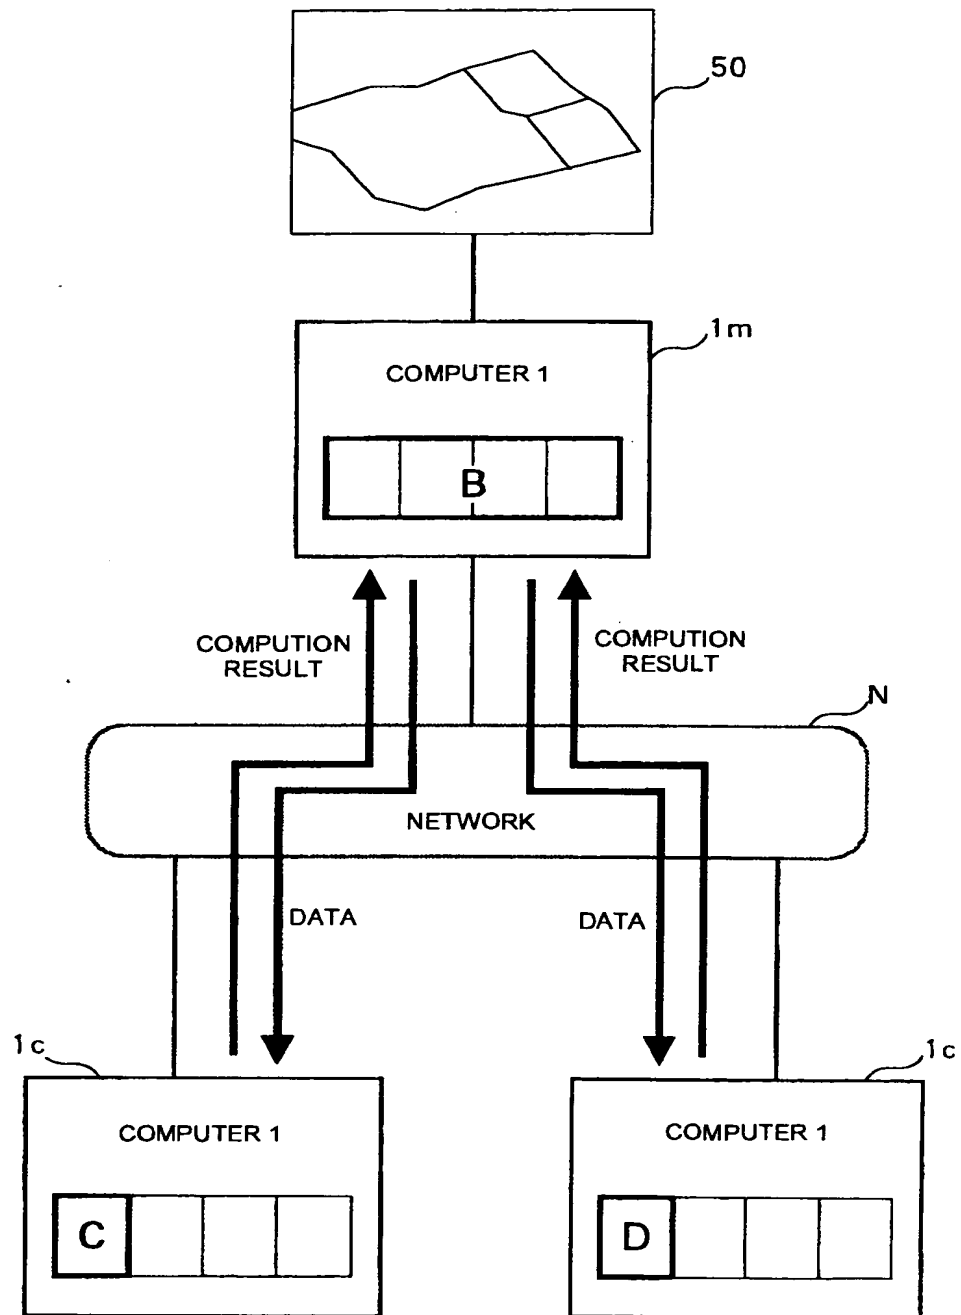 50
1m
COMPUTER 1
B
COMPUTION
RESULT
COMPUTION
RESULT
N
NETWORK
DATA
DATA
1c
1c
COMPUTER 1
COMPUTER 1
C
D